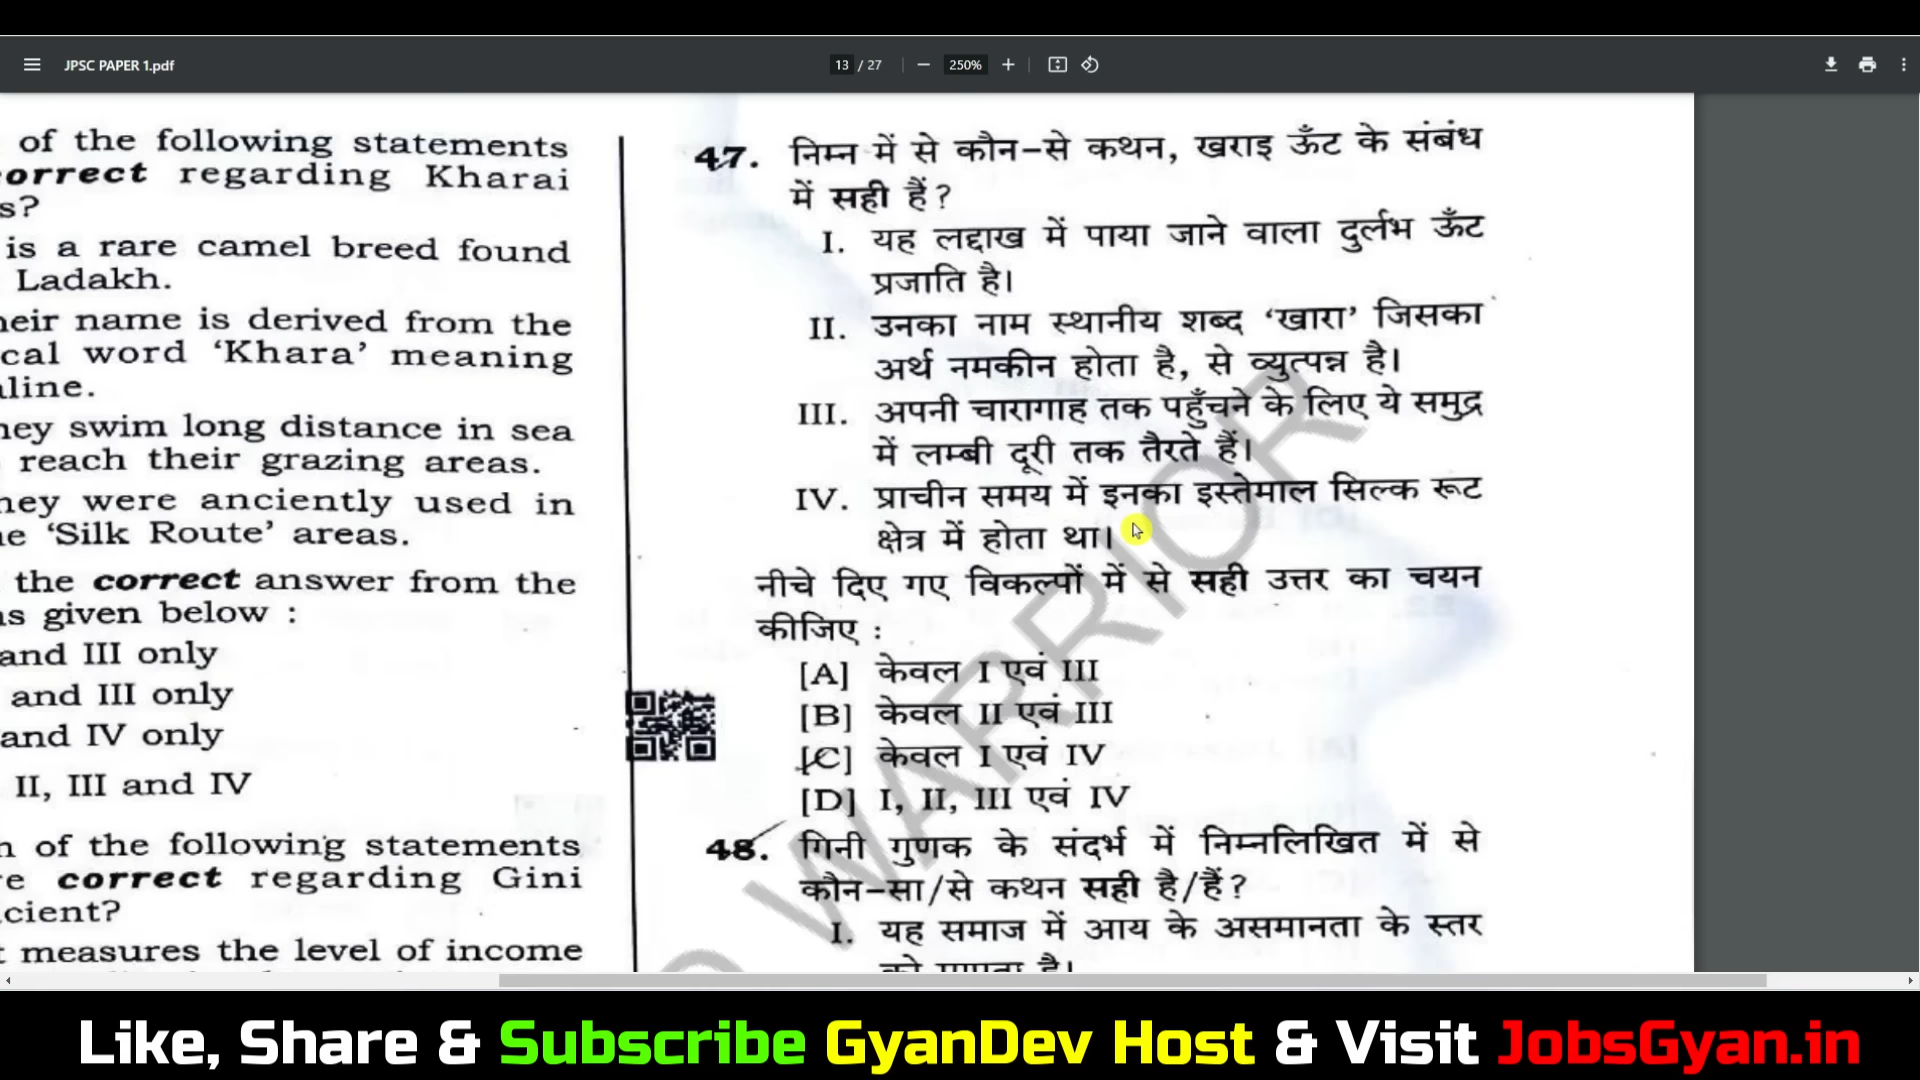 JPSC PAPER 1.pdf
13 / 27
250%
of the following statements
orrect regarding Kharai
s?
is a rare camel breed found
Ladakh.
heir name is derived from the
cal word ‘Khara’ meaning
aline.
hey swim long distance in sea
reach their grazing areas.
hey were anciently used in
e ‘Silk Route’ areas.
the correct answer from the
s given below :
and III only
and III only
and IV only
II, III and IV
n of the following statements
re correct regarding Gini
cient?
t measures the level of income
47. निम्न में से कौन-से कथन, खराइ ऊँट के संबंध
में सही हैं?
I. यह लद्दाख में पाया जाने वाला दुर्लभ ऊँट
प्रजाति है।
II. उनका नाम स्थानीय शब्द ‘खारा’ जिसका
अर्थ नमकीन होता है, से व्युत्पन्न है।
III. अपनी चारागाह तक पहुँचने के लिए ये समुद्र
में लम्बी दूरी तक तैरते हैं।
IV. प्राचीन समय में इनका इस्तेमाल सिल्क रूट
क्षेत्र में होता था।
नीचे दिए गए विकल्पों में से सही उत्तर का चयन
कीजिए :
[A] केवल I एवं III
[B] केवल II एवं III
[C] केवल I एवं IV
[D] I, II, III एवं IV
48. गिनी गुणक के संदर्भ में निम्नलिखित में से
कौन-सा/से कथन सही है/हैं?
I. यह समाज में आय के असमानता के स्तर
को मापता है।
WARRIOR
Like, Share & Subscribe GyanDev Host & Visit JobsGyan.in